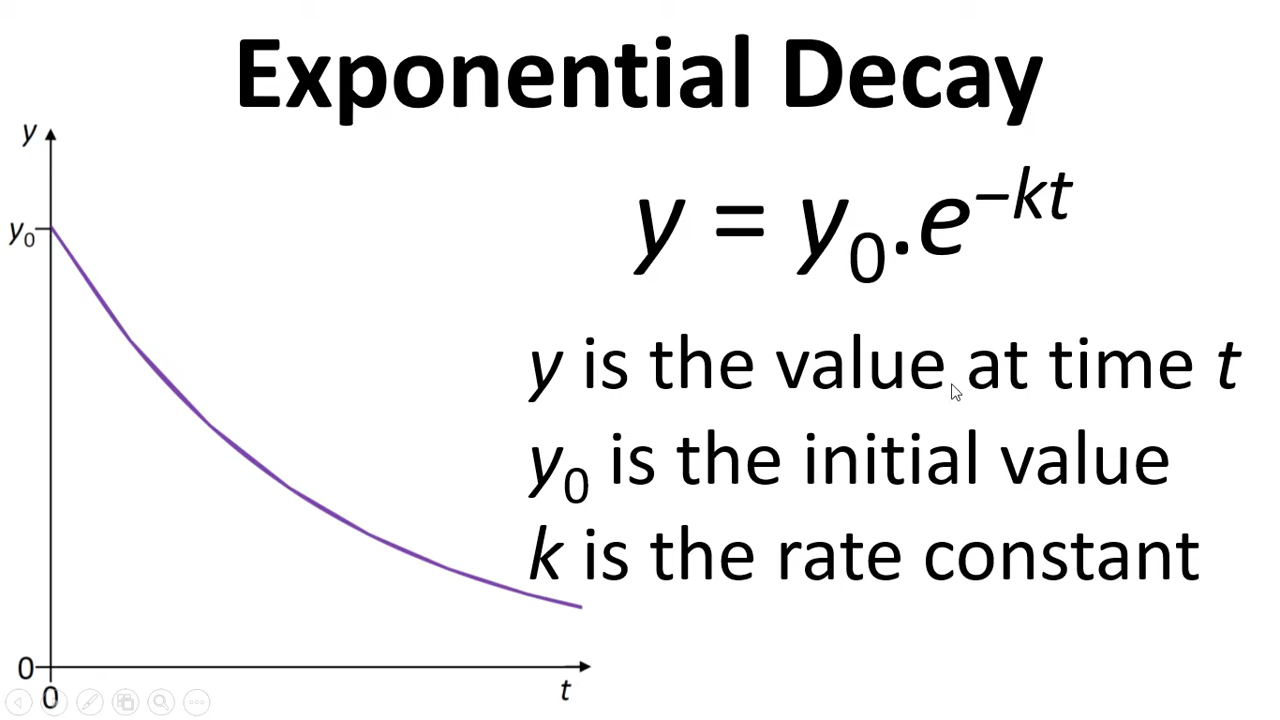 Exponential Decay
y
y₀
y = y₀.e⁻ᵏᵗ
y is the value at time t
y₀ is the initial value
k is the rate constant
0
0
t